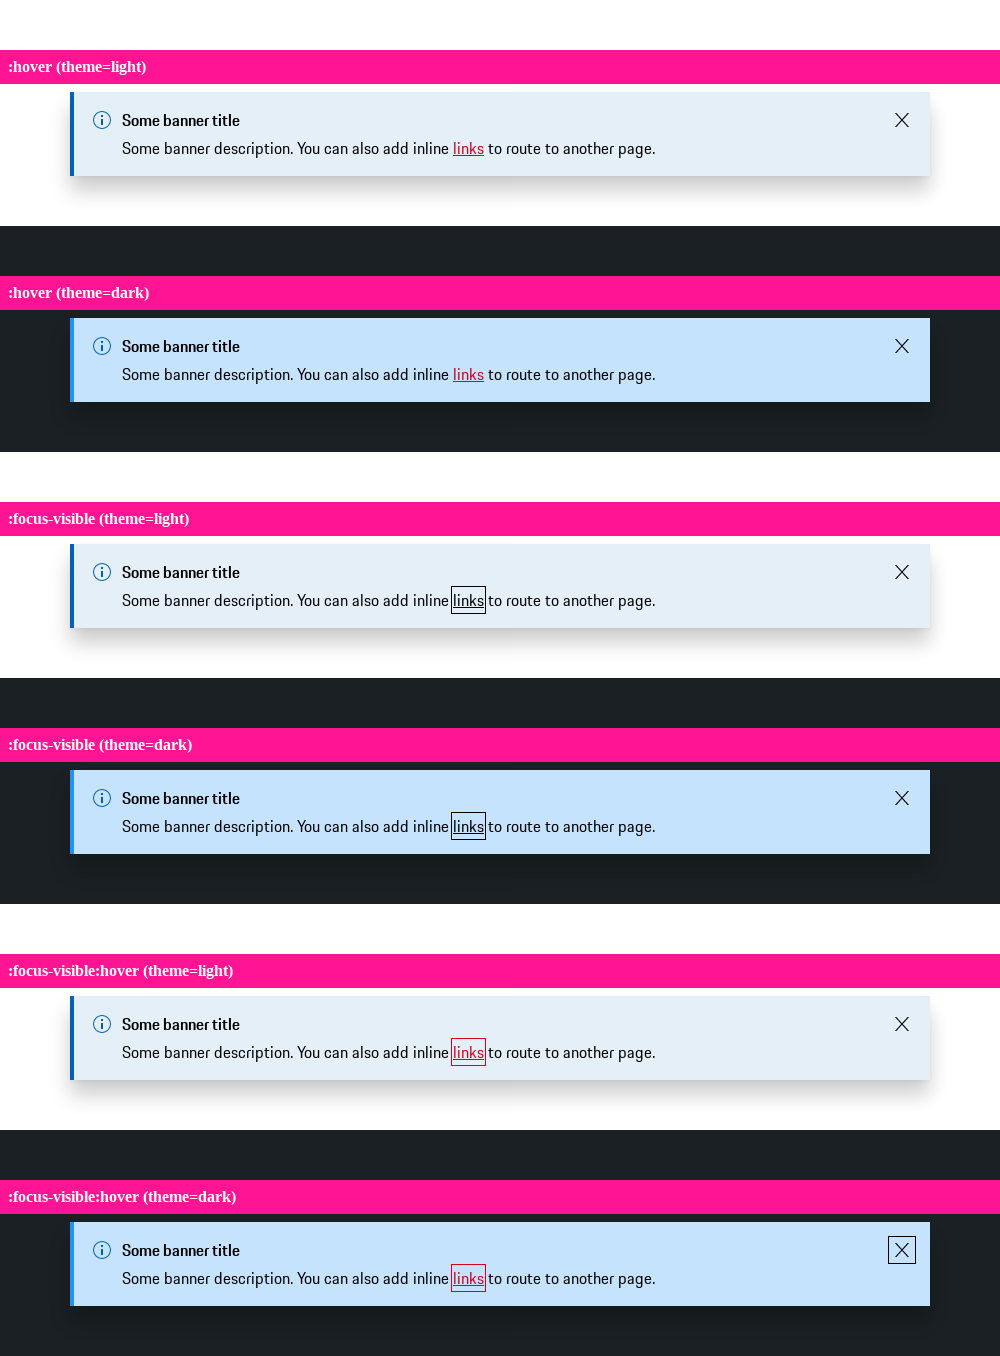 :hover (theme=light)
Some banner title
Some banner description. You can also add inline links to route to another page.
:hover (theme=dark)
Some banner title
Some banner description. You can also add inline links to route to another page.
:focus-visible (theme=light)
Some banner title
Some banner description. You can also add inline links to route to another page.
:focus-visible (theme=dark)
Some banner title
Some banner description. You can also add inline links to route to another page.
:focus-visible:hover (theme=light)
Some banner title
Some banner description. You can also add inline links to route to another page.
:focus-visible:hover (theme=dark)
Some banner title
Some banner description. You can also add inline links to route to another page.